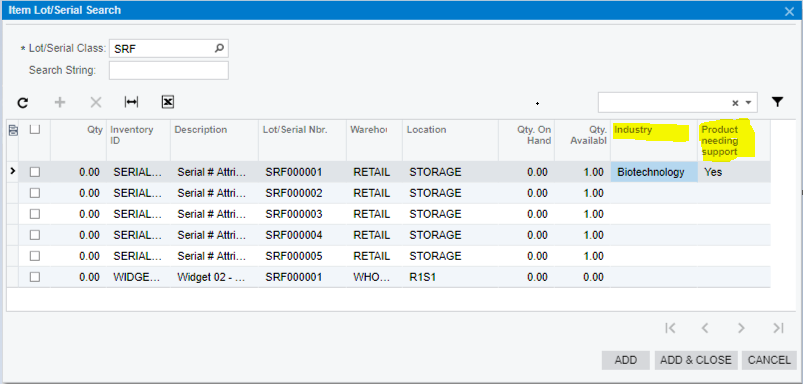 Item Lot/Serial Search
* Lot/Serial Class: SRF
Search String:
Qty Inventory ID Description Lot/Serial Nbr. Warehou Location Qty. On Hand Qty. Availabl Industry Product needing support
0.00 SERIAL... Serial # Attri... SRF000001 RETAIL STORAGE 0.00 1.00 Biotechnology Yes
0.00 SERIAL... Serial # Attri... SRF000002 RETAIL STORAGE 0.00 1.00
0.00 SERIAL... Serial # Attri... SRF000003 RETAIL STORAGE 0.00 1.00
0.00 SERIAL... Serial # Attri... SRF000004 RETAIL STORAGE 0.00 1.00
0.00 SERIAL... Serial # Attri... SRF000005 RETAIL STORAGE 0.00 1.00
0.00 WIDGE... Widget 02 - ... SRF000001 WHO... R1S1 0.00 0.00
ADD ADD & CLOSE CANCEL